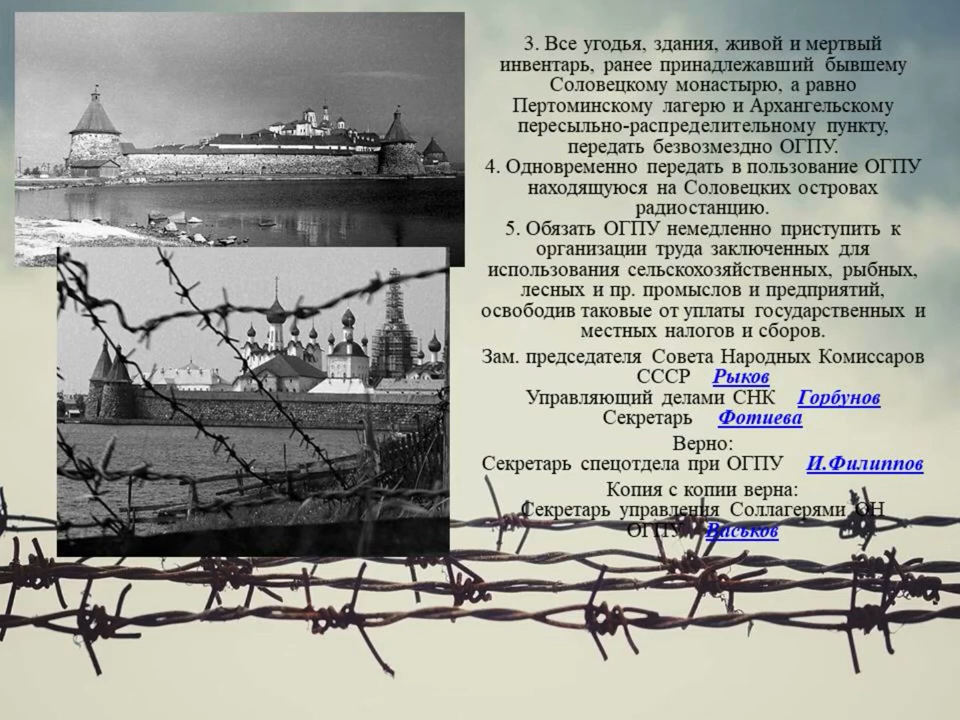 3. Все угодья, здания, живой и мертвый
инвентарь, ранее принадлежавший бывшему
Соловецкому монастырю, а равно
Пертоминскому лагерю и Архангельскому
пересыльно-распределительному пункту,
передать безвозмездно ОГПУ.
4. Одновременно передать в пользование ОГПУ
находящуюся на Соловецких островах
радиостанцию.
5. Обязать ОГПУ немедленно приступить к
организации труда заключенных для
использования сельскохозяйственных, рыбных,
лесных и пр. промыслов и предприятий,
освободив таковые от уплаты государственных и
местных налогов и сборов.
Зам. председателя Совета Народных Комиссаров
СССР Рыков
Управляющий делами СНК Горбунов
Секретарь Фотиева
Верно:
Секретарь спецотдела при ОГПУ И.Филиппов
Копия с копии верна:
Секретарь управления Соллагерями ОН
ОГПУ Васьков